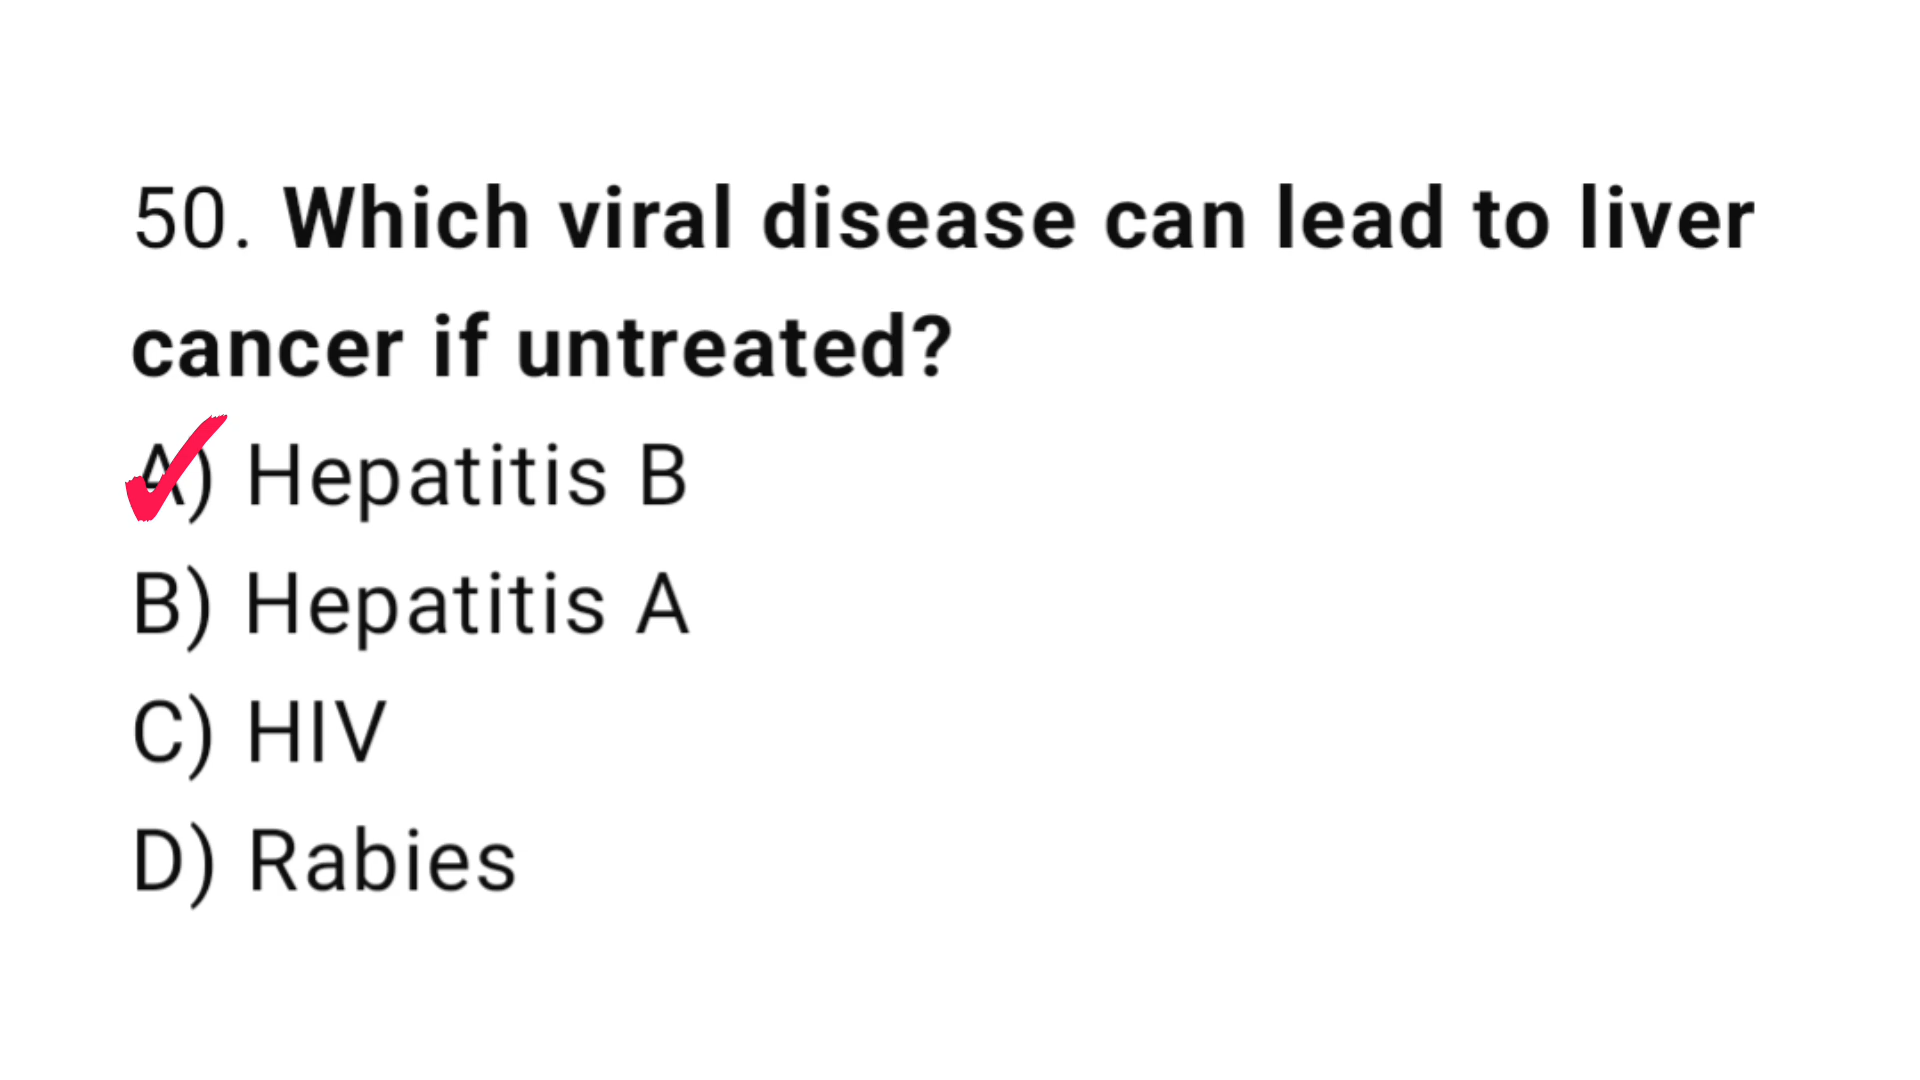 50. Which viral disease can lead to liver
cancer if untreated?
A) Hepatitis B
B) Hepatitis A
C) HIV
D) Rabies